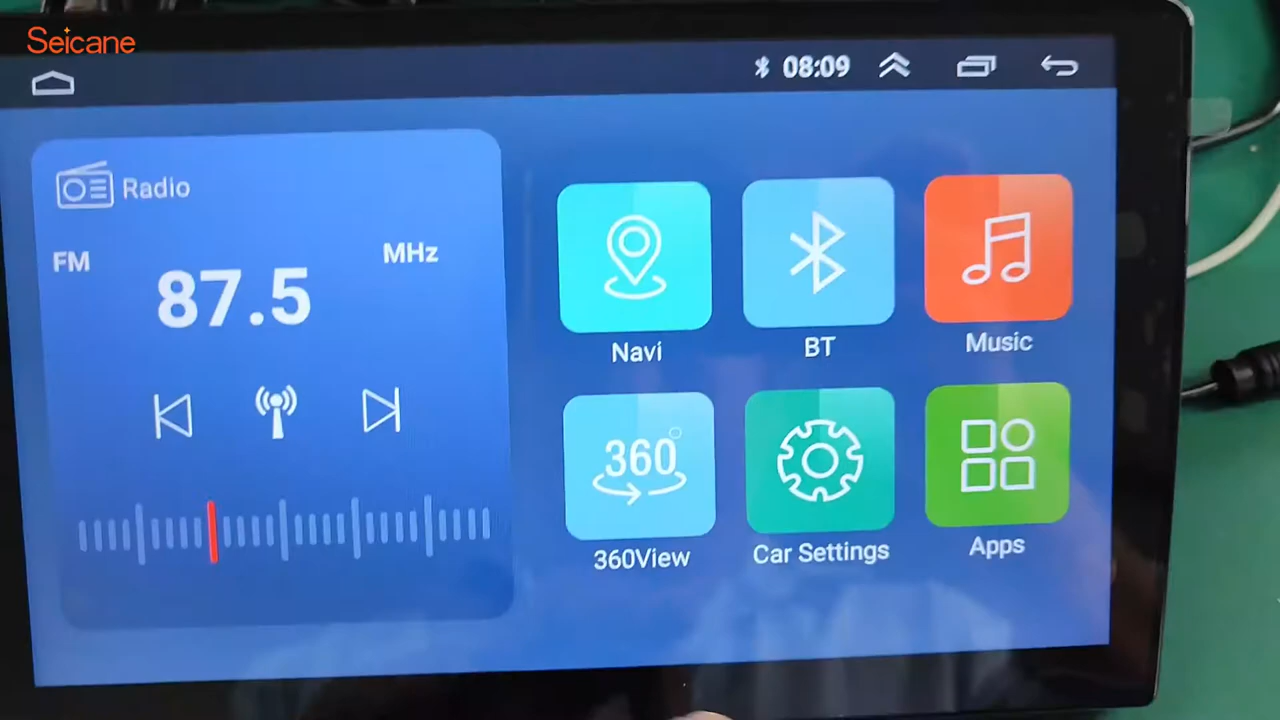 Seicane
08:09
Radio
FM
MHz
87.5
Navi
BT
Music
360°
360View
Car Settings
Apps